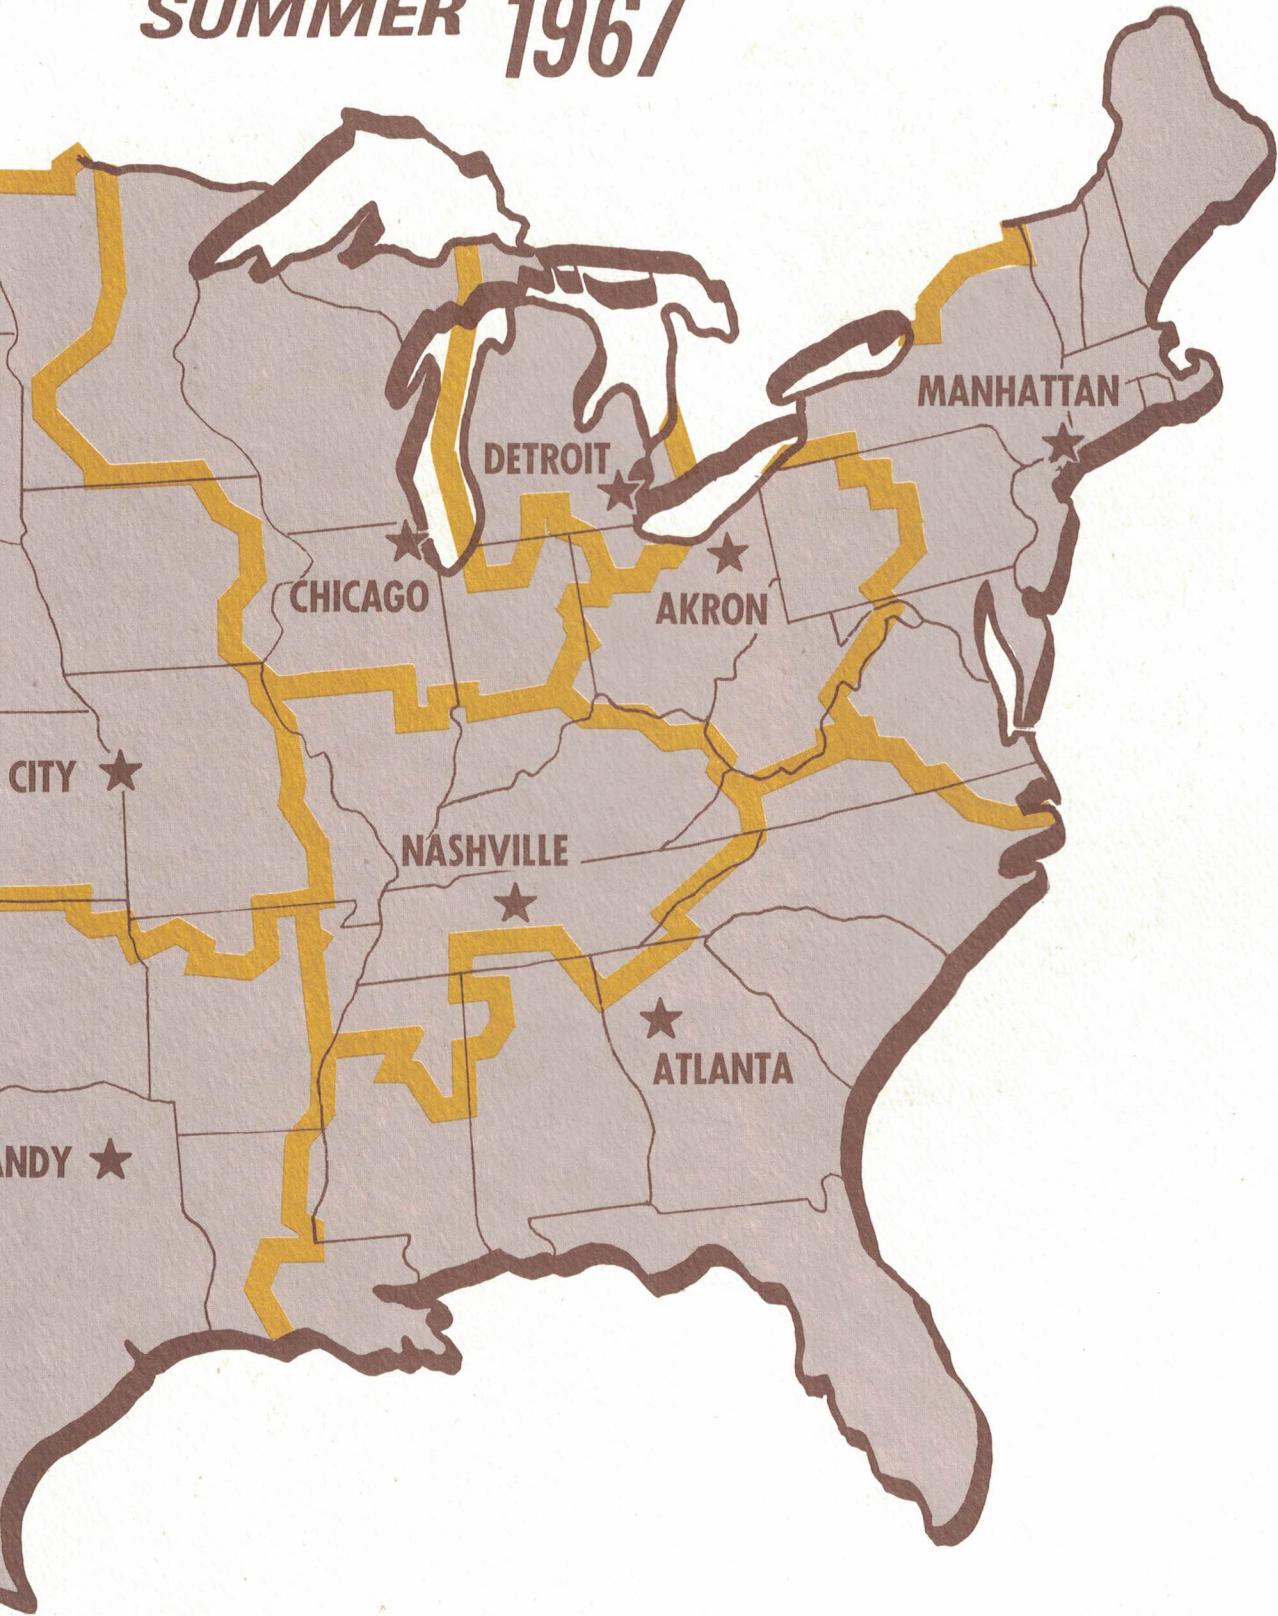 SUMMER 1967
MANHATTAN
DETROIT
CHICAGO
AKRON
CITY
NASHVILLE
ATLANTA
ANDY